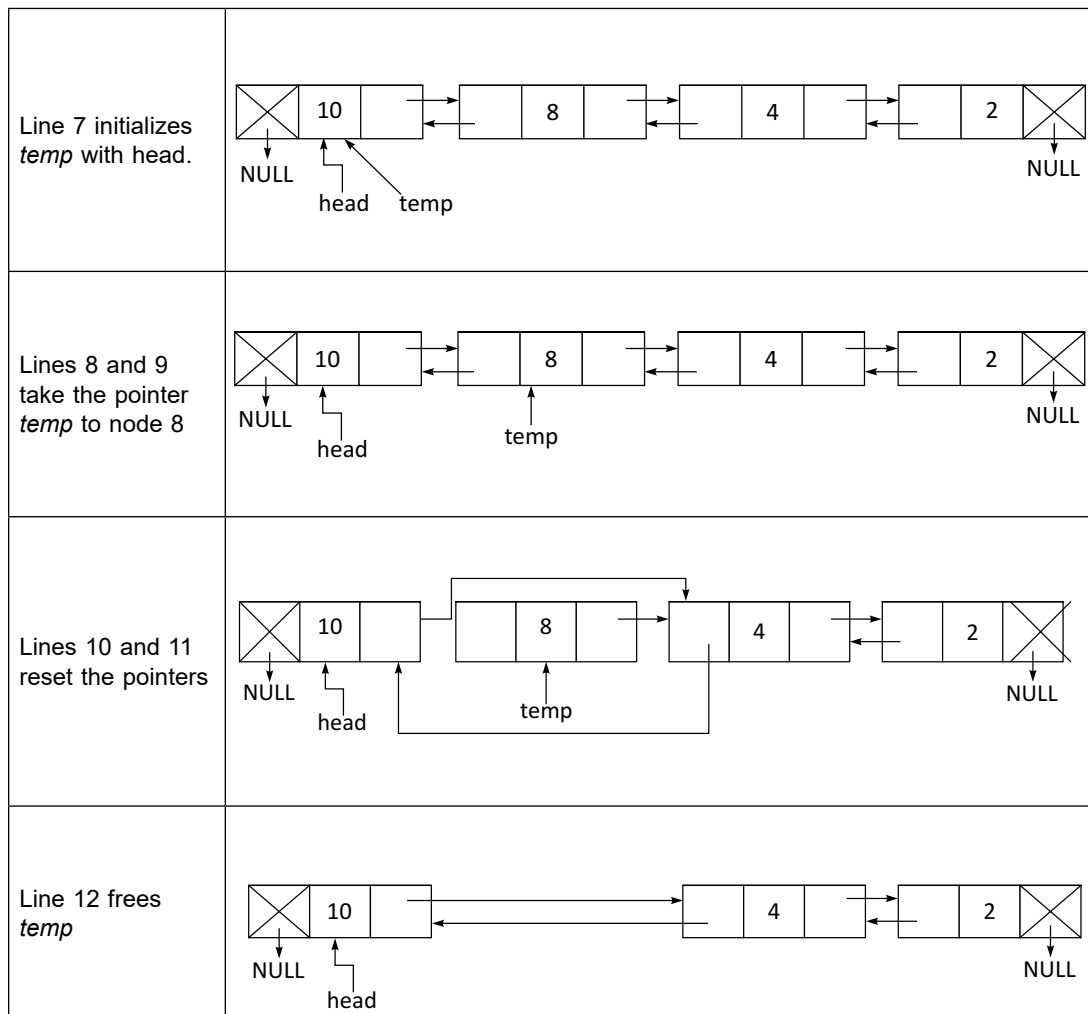 Line 7 initializes
temp with head.
10 8 4 2
NULL NULL
head temp
Lines 8 and 9
take the pointer
temp to node 8
10 8 4 2
NULL NULL
head temp
Lines 10 and 11
reset the pointers
10 8 4 2
NULL NULL
head temp
Line 12 frees
temp
10 4 2
NULL NULL
head